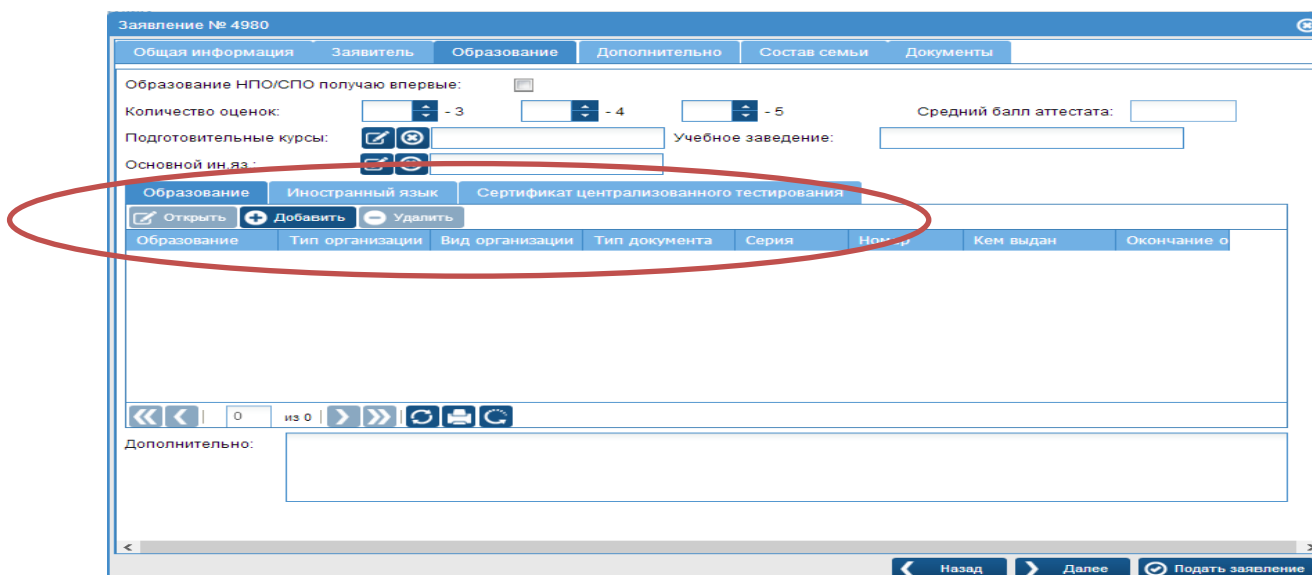 Заявление № 4980
Общая информация Заявитель Образование Дополнительно Состав семьи Документы
Образование НПО/СПО получаю впервые:
Количество оценок: - 3 - 4 - 5 Средний балл аттестата:
Подготовительные курсы: Учебное заведение:
Основной ин.яз.:
Образование Иностранный язык Сертификат централизованного тестирования
Открыть Добавить Удалить
Образование Тип организации Вид организации Тип документа Серия Номер Кем выдан Окончание о
0 из 0
Дополнительно:
Назад Далее Подать заявление